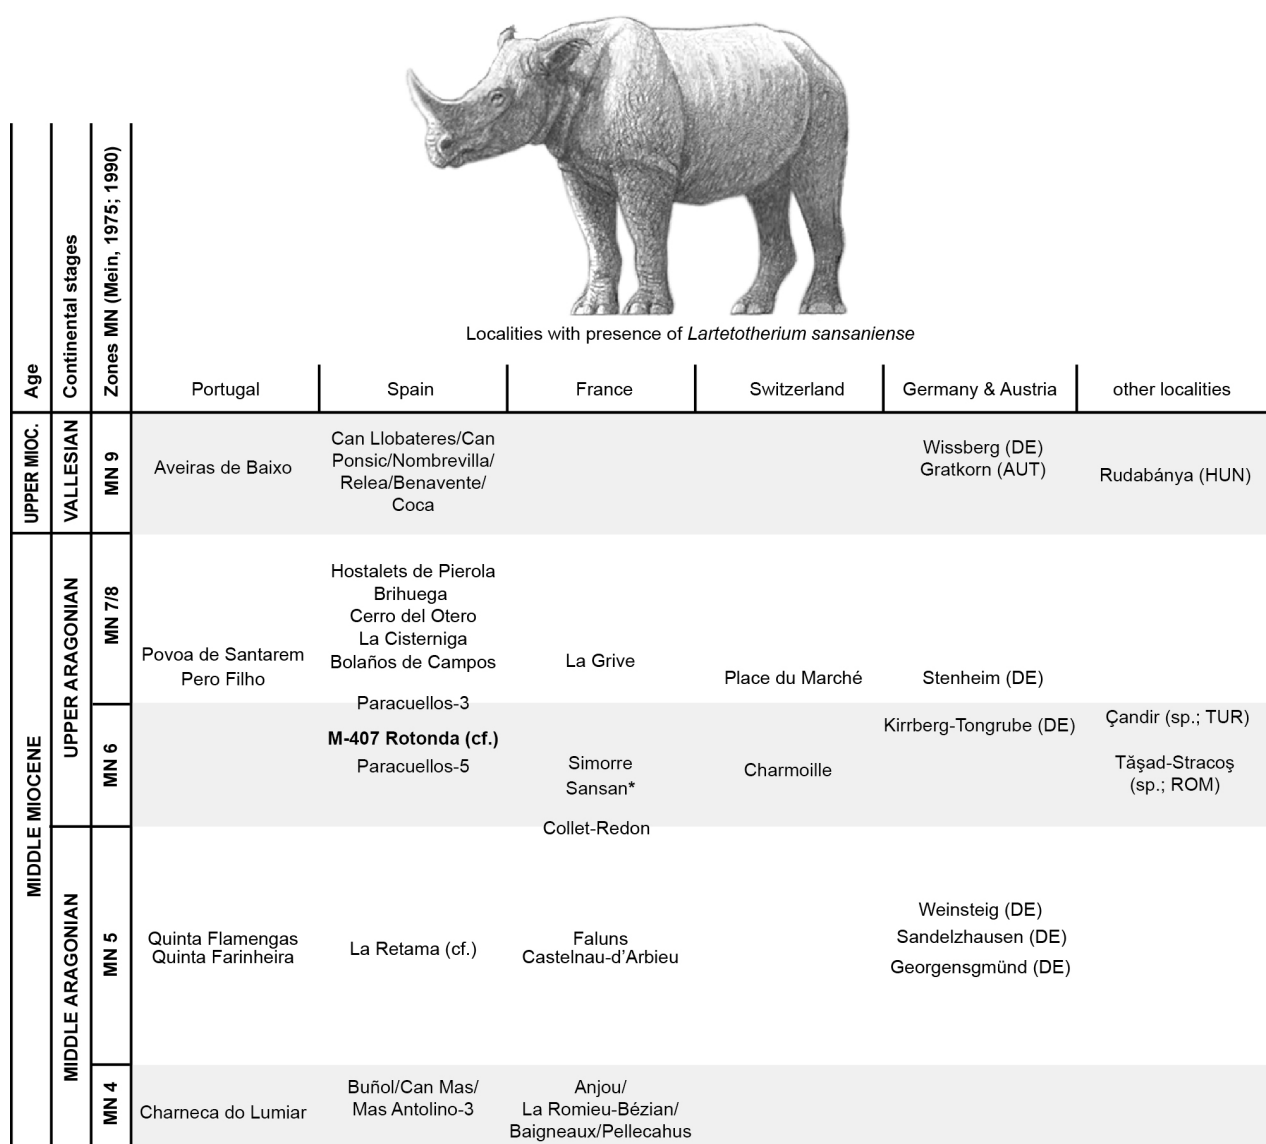 Localities with presence of Lartetotherium sansaniense
Age
Continental stages
Zones MN (Mein, 1975; 1990)
Portugal
Spain
France
Switzerland
Germany & Austria
other localities
UPPER MIOC.
VALLESIAN
MN 9
Aveiras de Baixo
Can Llobateres/Can
Ponsic/Nombrevilla/
Relea/Benavente/
Coca
Wissberg (DE)
Gratkorn (AUT)
Rudabánya (HUN)
MIDDLE MIOCENE
UPPER ARAGONIAN
MN 7/8
Povoa de Santarem
Pero Filho
Hostalets de Pierola
Brihuega
Cerro del Otero
La Cisterniga
Bolaños de Campos
Paracuellos-3
La Grive
Place du Marché
Stenheim (DE)
MN 6
M-407 Rotonda (cf.)
Paracuellos-5
Simorre
Sansan*
Collet-Redon
Charmoille
Kirrberg-Tongrube (DE)
Çandir (sp.; TUR)
Tăşad-Stracoş
(sp.; ROM)
MIDDLE ARAGONIAN
MN 5
Quinta Flamengas
Quinta Farinheira
La Retama (cf.)
Faluns
Castelnau-d’Arbieu
Weinsteig (DE)
Sandelzhausen (DE)
Georgensgmünd (DE)
MN 4
Charneca do Lumiar
Buñol/Can Mas/
Mas Antolino-3
Anjou/
La Romieu-Bézian/
Baigneaux/Pellecahus